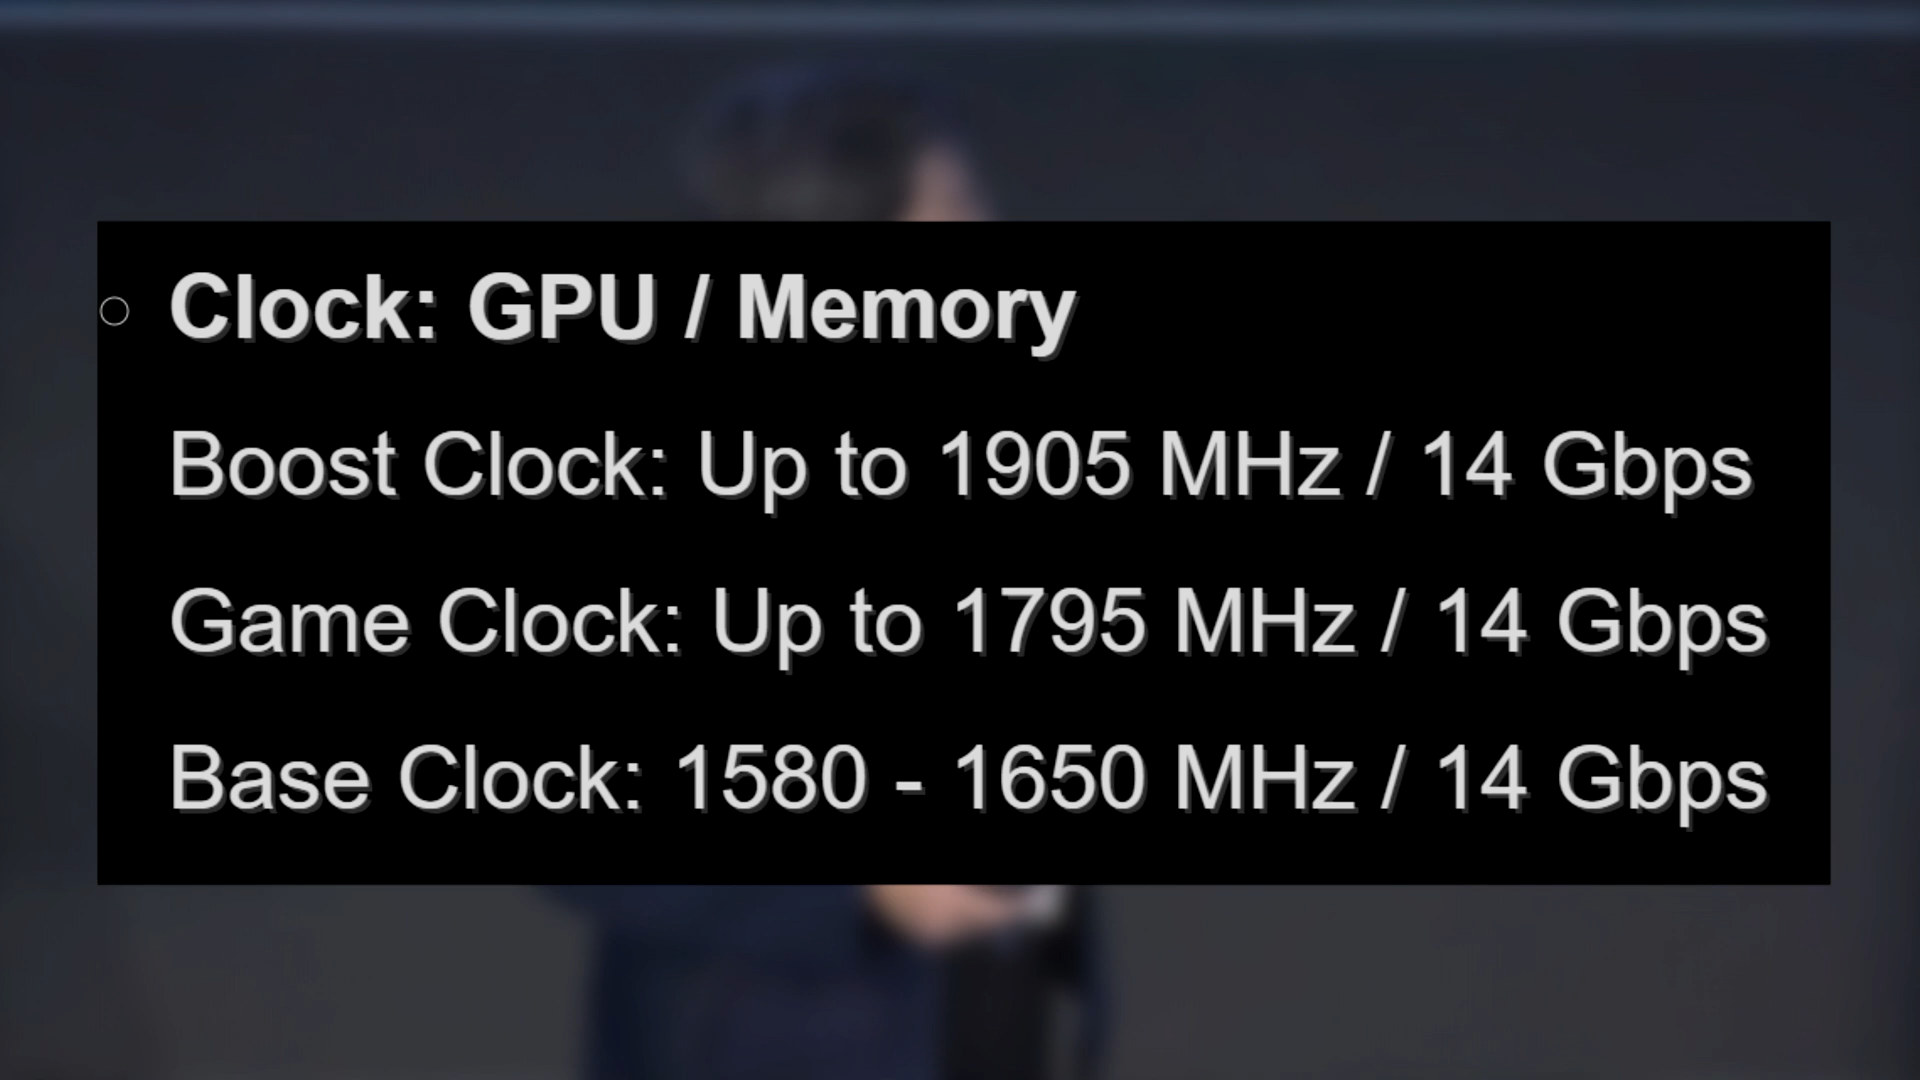 Clock: GPU / Memory
Boost Clock: Up to 1905 MHz / 14 Gbps
Game Clock: Up to 1795 MHz / 14 Gbps
Base Clock: 1580 - 1650 MHz / 14 Gbps